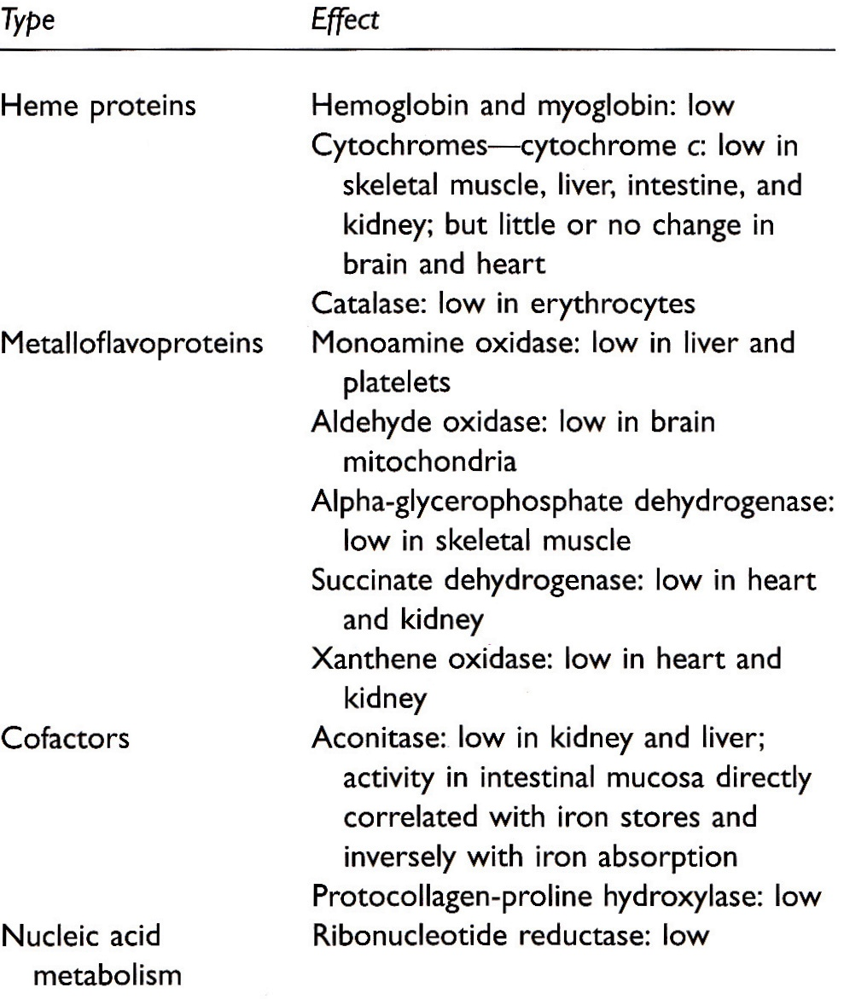 Type Effect
Heme proteins Hemoglobin and myoglobin: low
Cytochromes—cytochrome c: low in
skeletal muscle, liver, intestine, and
kidney; but little or no change in
brain and heart
Catalase: low in erythrocytes
Metalloflavoproteins Monoamine oxidase: low in liver and
platelets
Aldehyde oxidase: low in brain
mitochondria
Alpha-glycerophosphate dehydrogenase:
low in skeletal muscle
Succinate dehydrogenase: low in heart
and kidney
Xanthene oxidase: low in heart and
kidney
Cofactors Aconitase: low in kidney and liver;
activity in intestinal mucosa directly
correlated with iron stores and
inversely with iron absorption
Protocollagen-proline hydroxylase: low
Nucleic acid Ribonucleotide reductase: low
metabolism